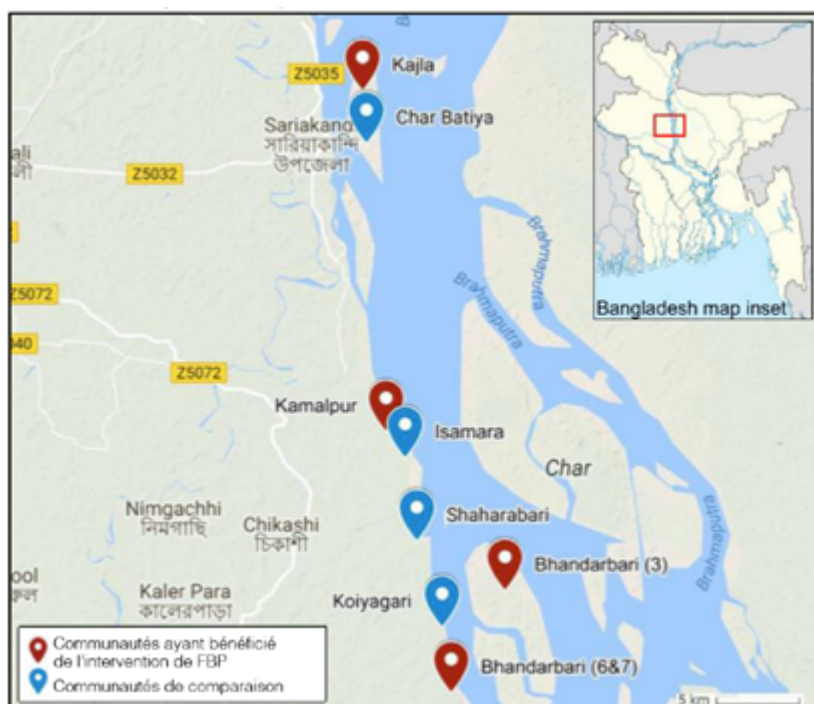 Kajla
Z5035
Char Batiya
Sariakand
সারিয়াকান্দি
উপজেলা
Z5032
Brahmaputra
Brahmaputra
Bangladesh map inset
Z5072
040
Z5072
Kamalpur
Isamara
Char
Nimgachhi
নিমগাছি
Chikashi
চিকাশী
Shaharabari
Bhandarbari (3)
Brahmaputra
Kaler Para
কালেরপাড়া
Koiyagari
Bhandarbari (6&7)
Communautés ayant bénéficié
de l'intervention de FBP
Communautés de comparaison
5 km